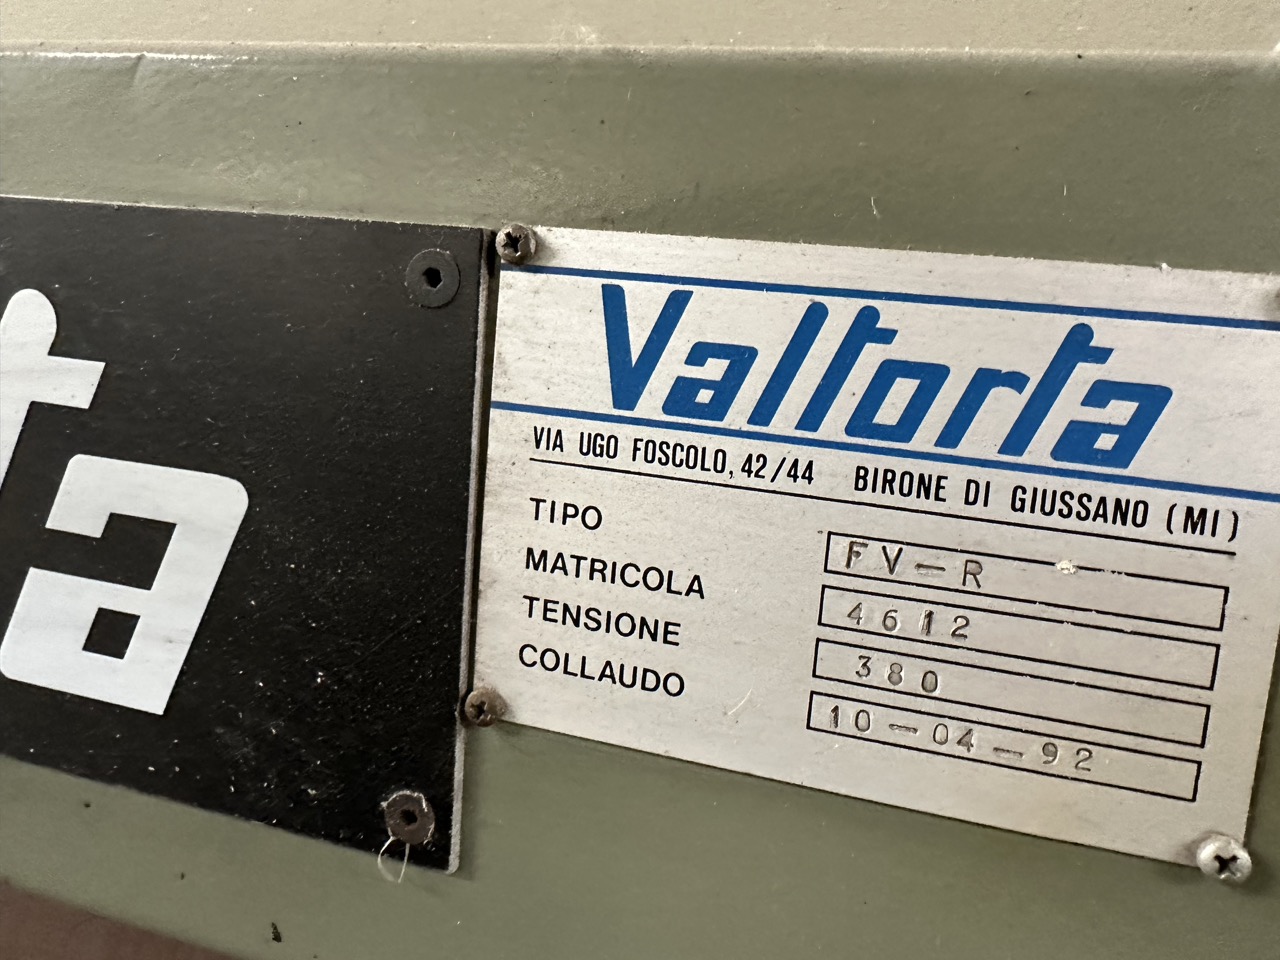 ta
Valtorta
VIA UGO FOSCOLO, 42/44 BIRONE DI GIUSSANO (MI)
TIPO FV-R
MATRICOLA 4612
TENSIONE 380
COLLAUDO 10-04-92